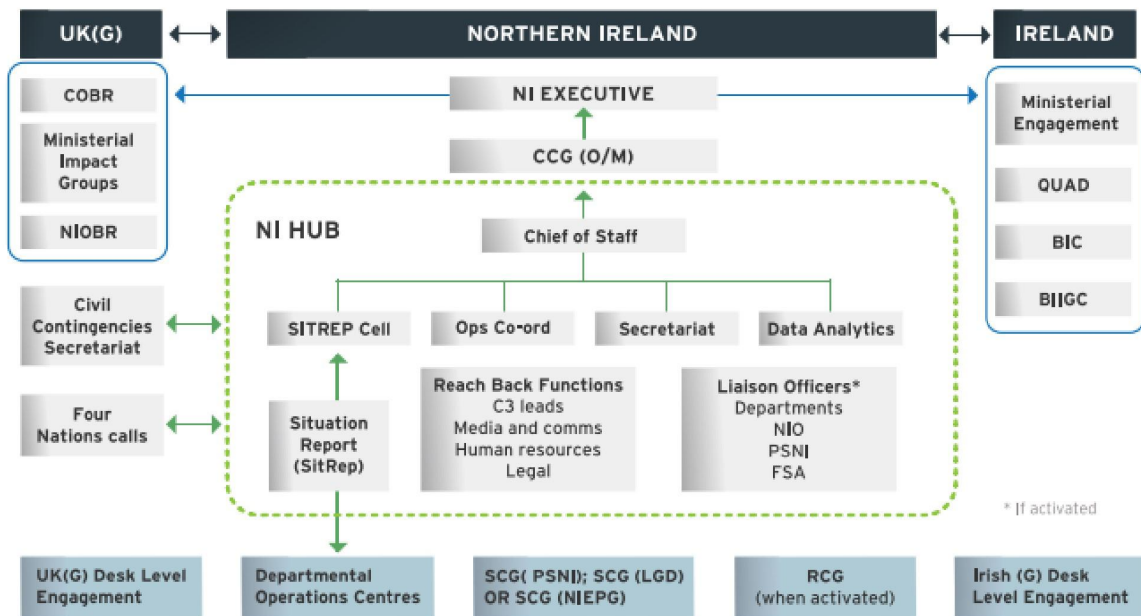 UK(G)
NORTHERN IRELAND
IRELAND
COBR
Ministerial
Impact
Groups
NIOBR
NI EXECUTIVE
CCG (O/M)
Ministerial
Engagement
QUAD
BIC
BIIGC
NI HUB
Chief of Staff
Civil
Contingencies
Secretariat
SITREP Cell
Ops Co-ord
Secretariat
Data Analytics
Four
Nations calls
Situation
Report
(SitRep)
Reach Back Functions
C3 leads
Media and comms
Human resources
Legal
Liaison Officers*
Departments
NIO
PSNI
FSA
* If activated
UK(G) Desk Level
Engagement
Departmental
Operations Centres
SCG( PSNI); SCG (LGD)
OR SCG (NIEPG)
RCG
(when activated)
Irish (G) Desk
Level Engagement